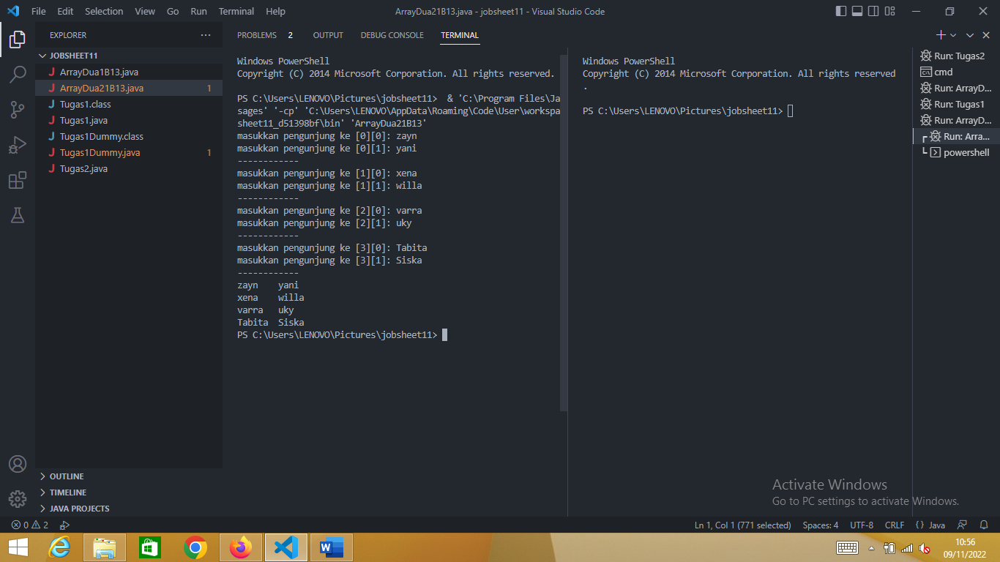 File Edit Selection View Go Run Terminal Help
ArrayDua21B13.java - jobsheet11 - Visual Studio Code
EXPLORER
JOBSHEET11
ArrayDua1B13.java
ArrayDua21B13.java 1
Tugas1.class
Tugas1.java
Tugas1Dummy.class
Tugas1Dummy.java 1
Tugas2.java
OUTLINE
TIMELINE
JAVA PROJECTS
PROBLEMS 2 OUTPUT DEBUG CONSOLE TERMINAL
Windows PowerShell
Copyright (C) 2014 Microsoft Corporation. All rights reserved.
PS C:\Users\LENOVO\Pictures\jobsheet11>  & 'C:\Program Files\Ja
sages' '-cp' 'C:\Users\LENOVO\AppData\Roaming\Code\User\workspa
sheet11_d51398bf\bin' 'ArrayDua21B13'
masukkan pengunjung ke [0][0]: zayn
masukkan pengunjung ke [0][1]: yani
------------
masukkan pengunjung ke [1][0]: xena
masukkan pengunjung ke [1][1]: willa
------------
masukkan pengunjung ke [2][0]: varra
masukkan pengunjung ke [2][1]: uky
------------
masukkan pengunjung ke [3][0]: Tabita
masukkan pengunjung ke [3][1]: Siska
------------
zayn    yani
xena    willa
varra   uky
Tabita  Siska
PS C:\Users\LENOVO\Pictures\jobsheet11>
Windows PowerShell
Copyright (C) 2014 Microsoft Corporation. All rights reserved
.
PS C:\Users\LENOVO\Pictures\jobsheet11>
Run: Tugas2
cmd
Run: ArrayD...
Run: Tugas1
Run: ArrayD...
Run: Arra...
powershell
Activate Windows
Go to PC settings to activate Windows.
0 2
Ln 1, Col 1 (771 selected) Spaces: 4 UTF-8 CRLF {} Java
10:56
09/11/2022